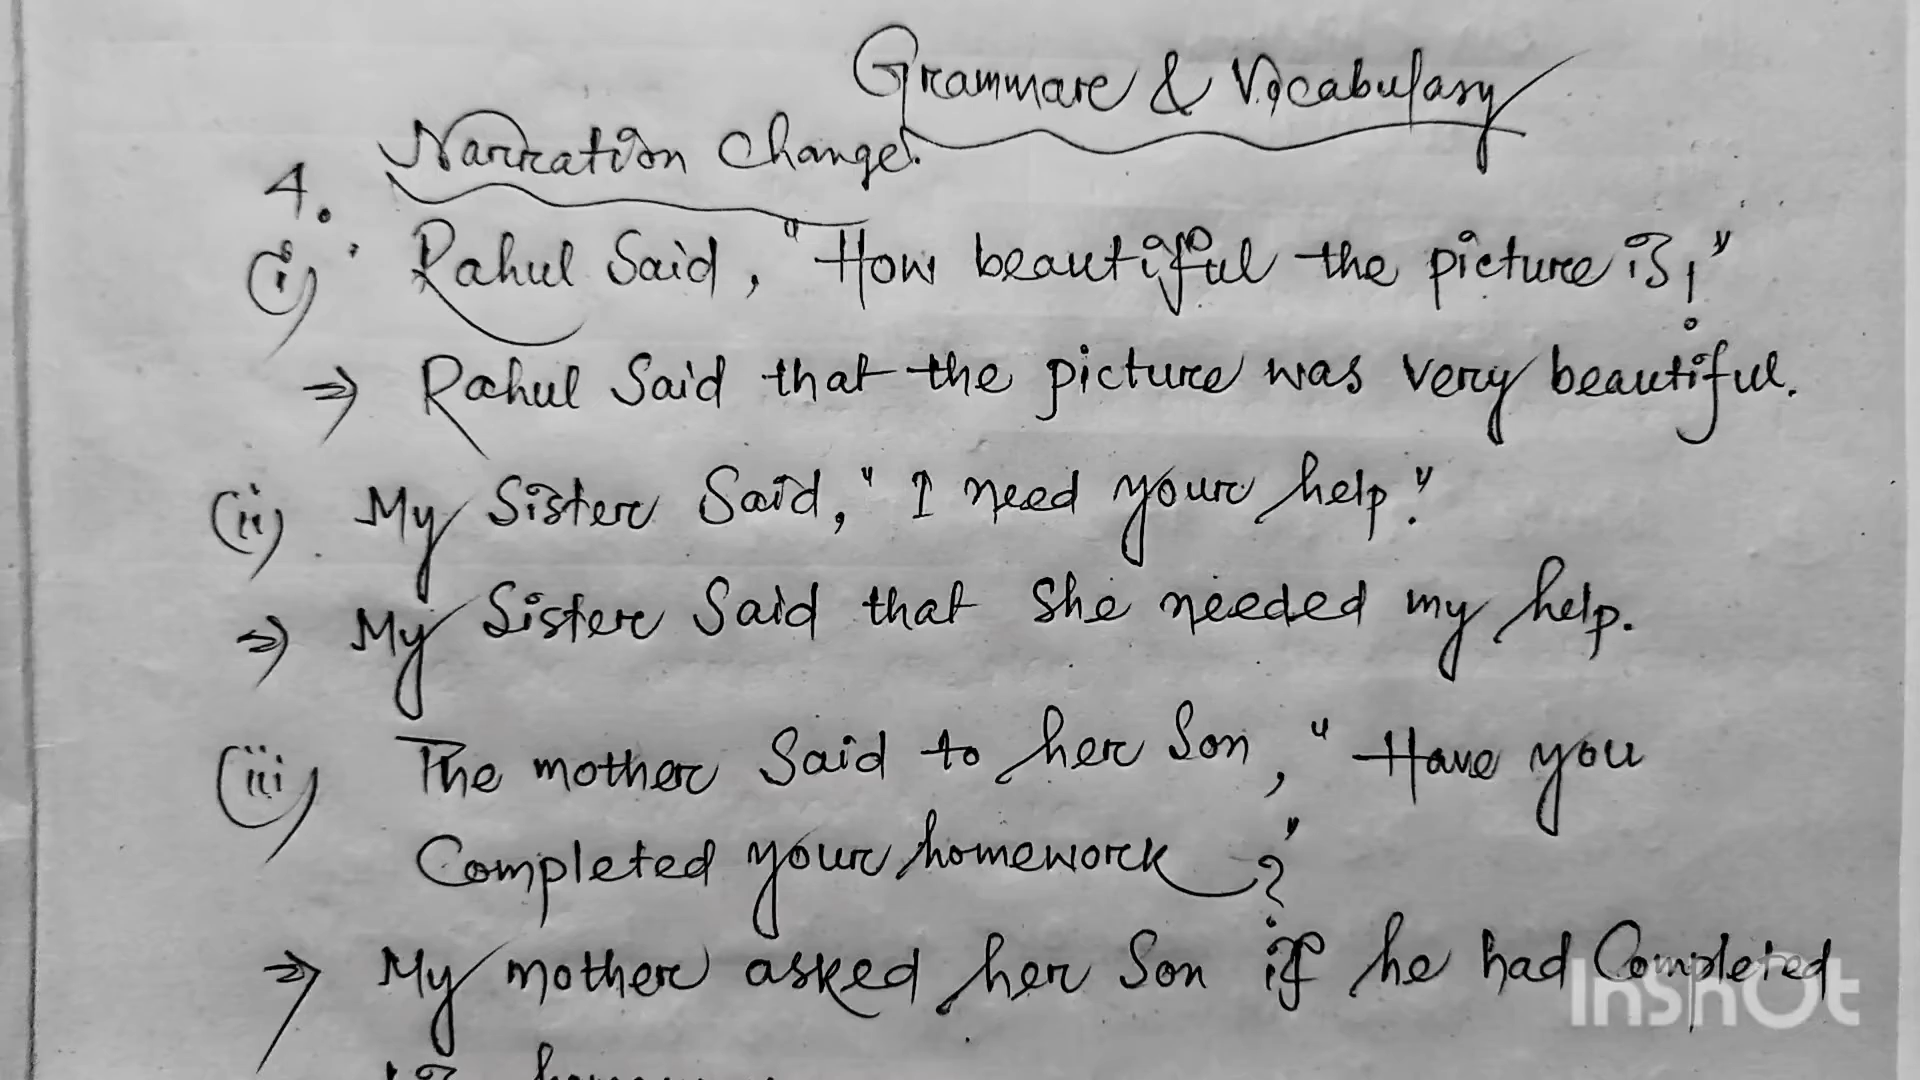 Grammar & Vocabulary
4. Narration Change.
(i) Rahul Said, "How beautiful the picture is!"
⇒ Rahul Said that the picture was very beautiful.
(ii) My Sister Said, "I need your help."
⇒ My Sister Said that She needed my help.
(iii) The mother Said to her Son, "Have you
Completed your homework?"
⇒ My mother asked her Son if he had Completed
InShOt